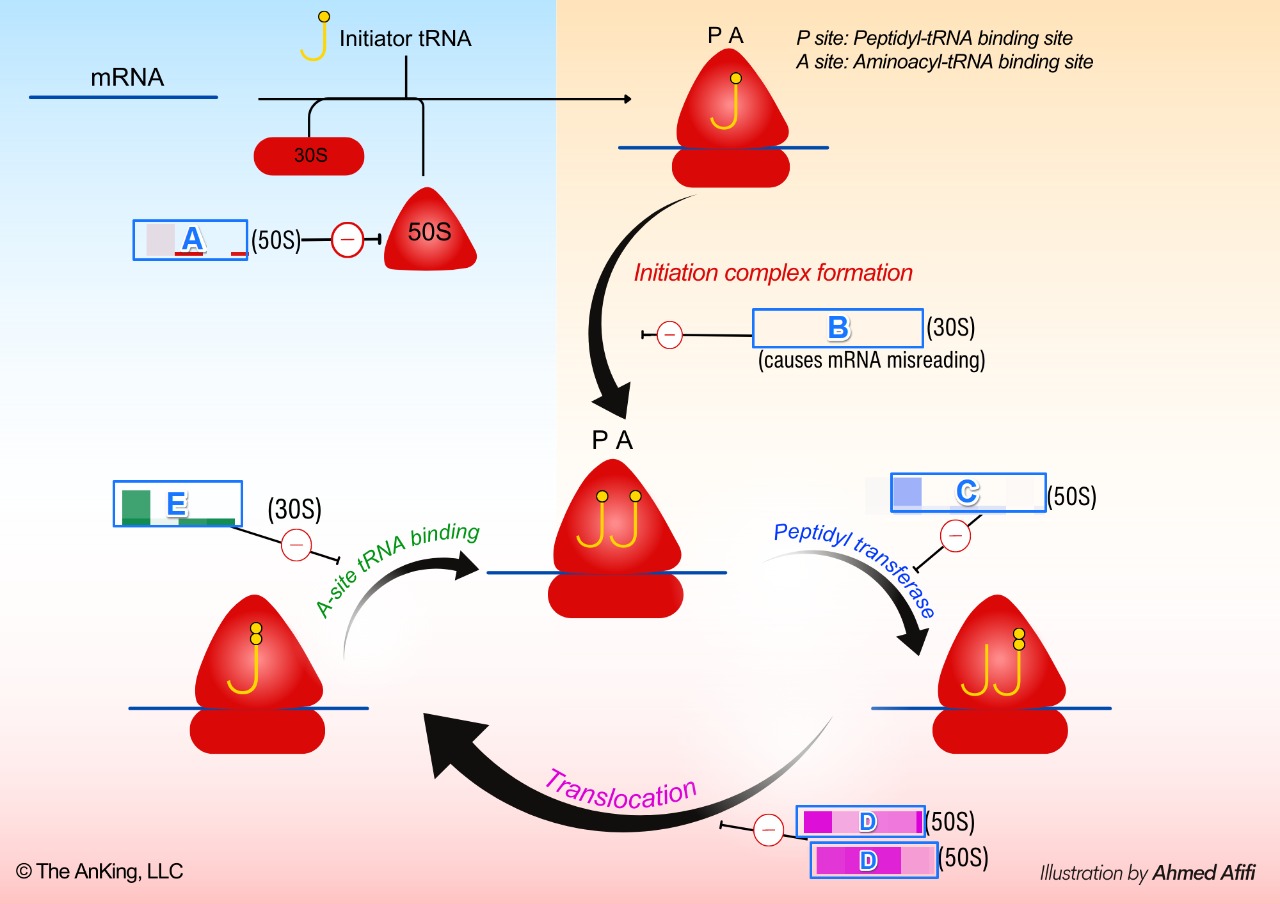 Initiator tRNA
mRNA
P A
P site: Peptidyl-tRNA binding site
A site: Aminoacyl-tRNA binding site
30S
A (50S)
50S
Initiation complex formation
B (30S)
(causes mRNA misreading)
P A
E (30S)
A-site tRNA binding
Peptidyl transferase
C (50S)
Translocation
D (50S)
D (50S)
© The AnKing, LLC
Illustration by Ahmed Afifi